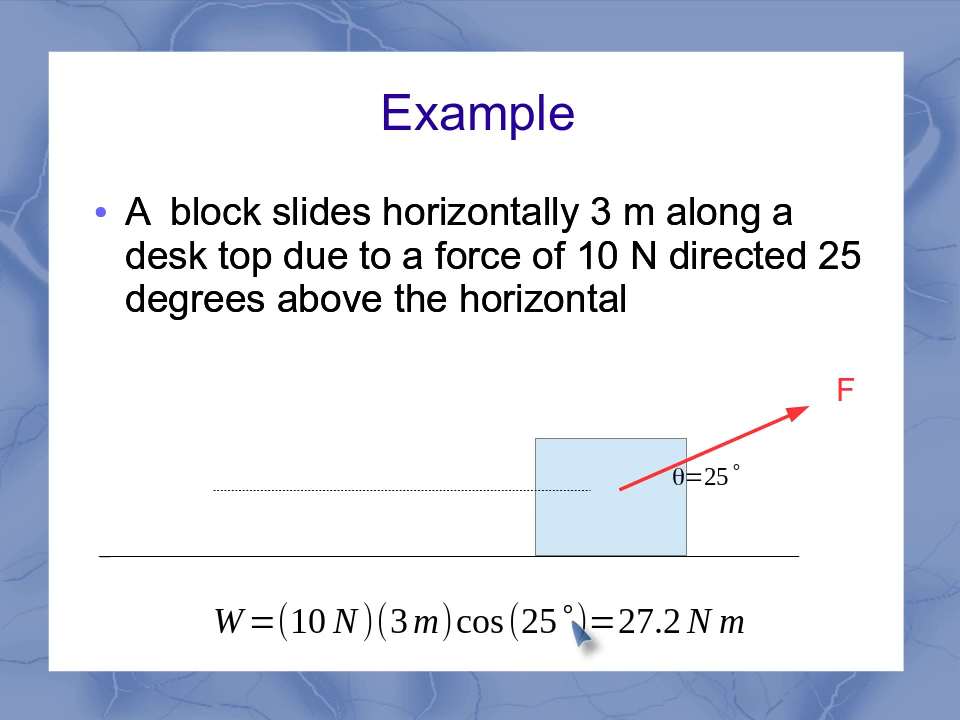 Example
• A  block slides horizontally 3 m along a
desk top due to a force of 10 N directed 25
degrees above the horizontal
F
θ=25°
W=(10 N)(3 m)cos(25°)=27.2 N m